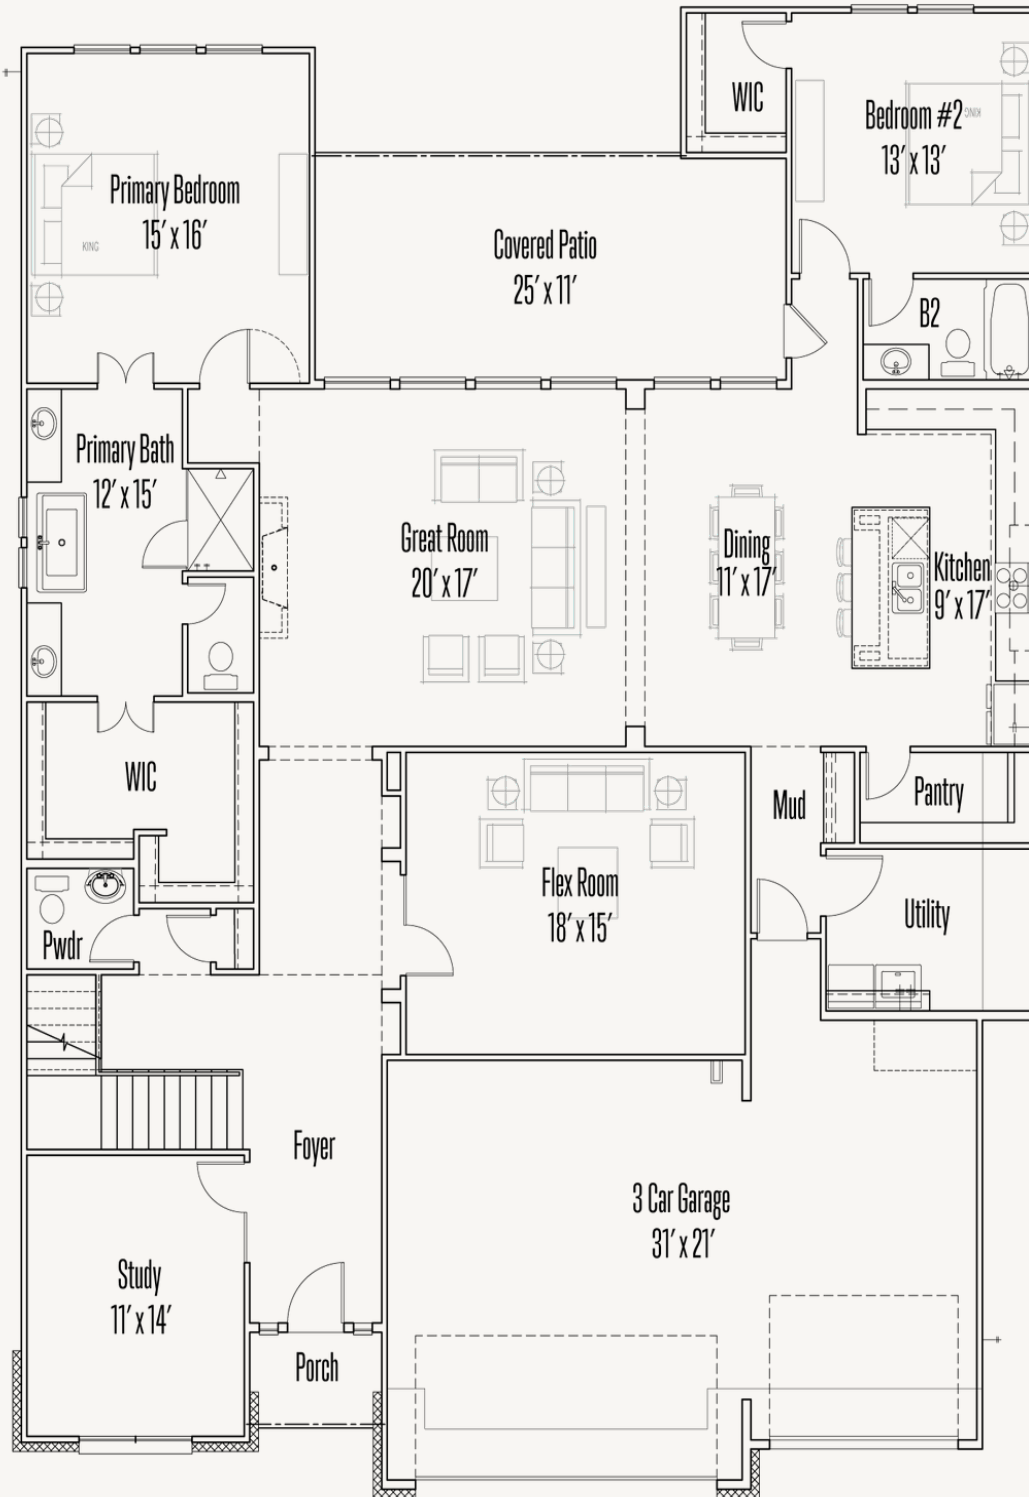 WIC
Bedroom #2
13' x 13'
KING
Primary Bedroom
15' x 16'
KING
Covered Patio
25' x 11'
B2
Primary Bath
12' x 15'
Great Room
20' x 17'
Dining
11' x 17'
Kitchen
9' x 17'
WIC
Mud
Pantry
Flex Room
18' x 15'
Utility
Pwdr
Foyer
3 Car Garage
31' x 21'
Study
11' x 14'
Porch